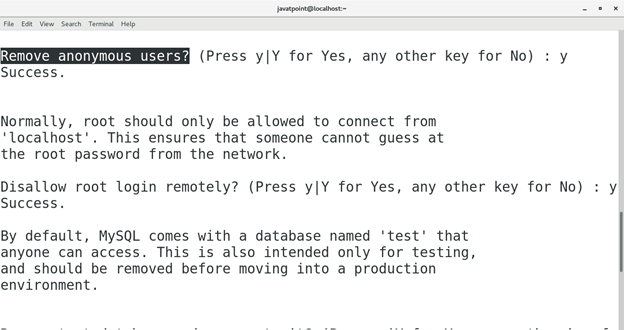 javatpoint@localhost:~
File Edit View Search Terminal Help
Remove anonymous users? (Press y|Y for Yes, any other key for No) : y
Success.
Normally, root should only be allowed to connect from
'localhost'. This ensures that someone cannot guess at
the root password from the network.
Disallow root login remotely? (Press y|Y for Yes, any other key for No) : y
Success.
By default, MySQL comes with a database named 'test' that
anyone can access. This is also intended only for testing,
and should be removed before moving into a production
environment.